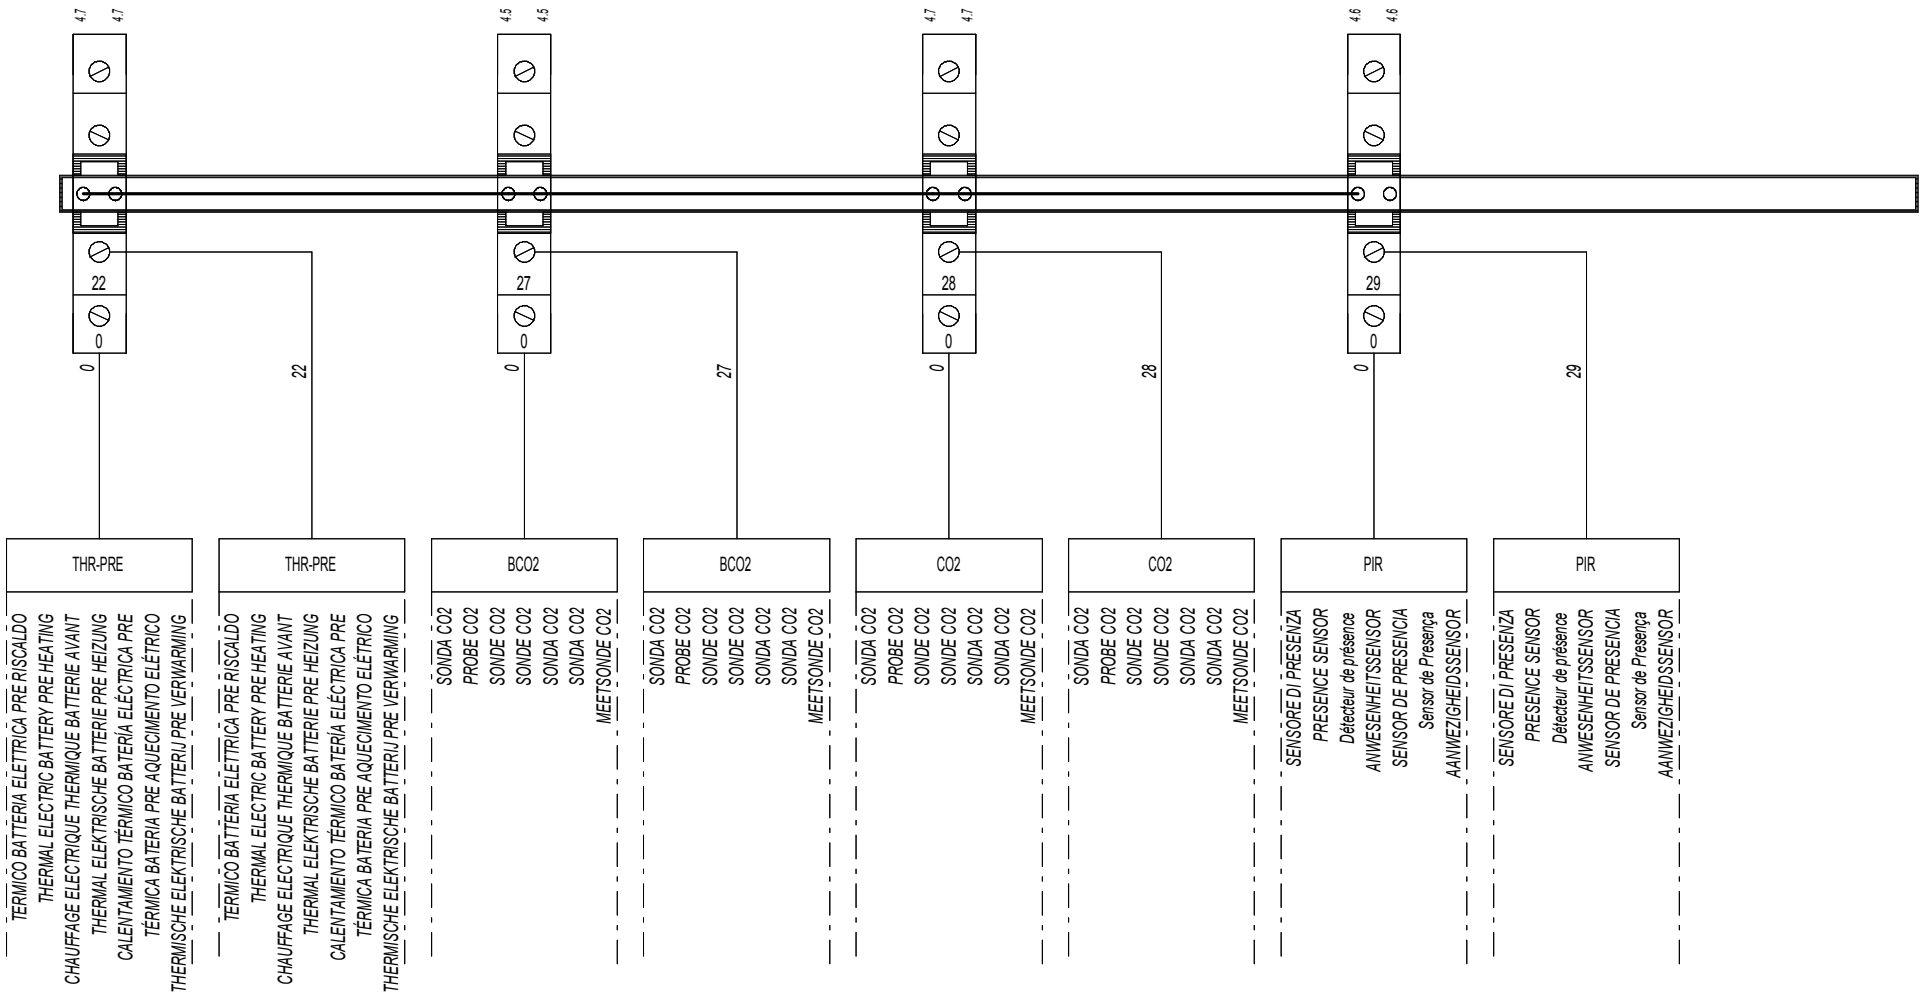 4.7
4.7
4.5
4.5
4.7
4.7
4.6
4.6
22
27
28
29
0
0
0
0
0
22
0
27
0
28
0
29
THR-PRE
THR-PRE
BCO2
BCO2
CO2
CO2
PIR
PIR
TERMICO BATTERIA ELETTRICA PRE RISCALDO
THERMAL ELECTRIC BATTERY PRE HEATING
CHAUFFAGE ELECTRIQUE THERMIQUE BATTERIE AVANT
THERMAL ELEKTRISCHE BATTERIE PRE HEIZUNG
CALENTAMIENTO TÉRMICO BATERÍA ELÉCTRICA PRE
TÉRMICA BATERIA PRE AQUECIMENTO ELÉTRICO
THERMISCHE ELEKTRISCHE BATTERIJ PRE VERWARMING
TERMICO BATTERIA ELETTRICA PRE RISCALDO
THERMAL ELECTRIC BATTERY PRE HEATING
CHAUFFAGE ELECTRIQUE THERMIQUE BATTERIE AVANT
THERMAL ELEKTRISCHE BATTERIE PRE HEIZUNG
CALENTAMIENTO TÉRMICO BATERÍA ELÉCTRICA PRE
TÉRMICA BATERIA PRE AQUECIMENTO ELÉTRICO
THERMISCHE ELEKTRISCHE BATTERIJ PRE VERWARMING
SONDA CO2
PROBE CO2
SONDE CO2
SONDE CO2
SONDA CO2
SONDA CO2
MEETSONDE CO2
SONDA CO2
PROBE CO2
SONDE CO2
SONDE CO2
SONDA CO2
SONDA CO2
MEETSONDE CO2
SONDA CO2
PROBE CO2
SONDE CO2
SONDE CO2
SONDA CO2
SONDA CO2
MEETSONDE CO2
SONDA CO2
PROBE CO2
SONDE CO2
SONDE CO2
SONDA CO2
SONDA CO2
MEETSONDE CO2
SENSORE DI PRESENZA
PRESENCE SENSOR
Détecteur de présence
ANWESENHEITSSENSOR
SENSOR DE PRESENCIA
Sensor de Presença
AANWEZIGHEIDSSENSOR
SENSORE DI PRESENZA
PRESENCE SENSOR
Détecteur de présence
ANWESENHEITSSENSOR
SENSOR DE PRESENCIA
Sensor de Presença
AANWEZIGHEIDSSENSOR